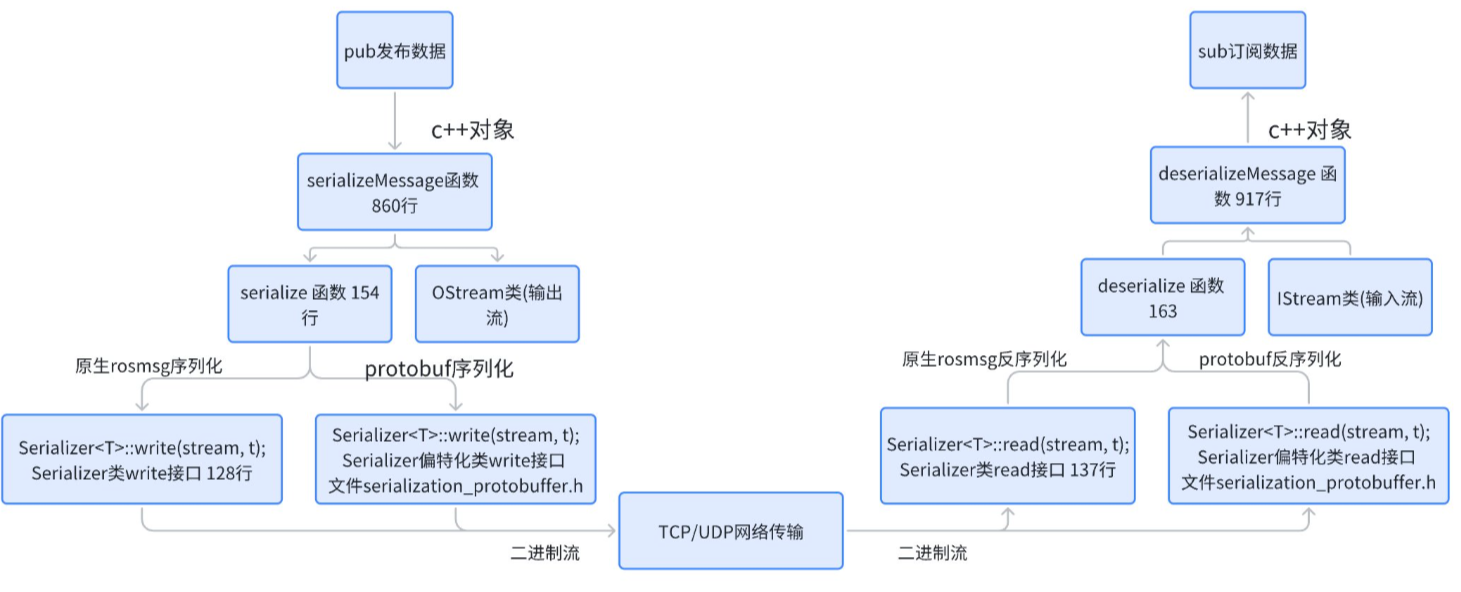 pub发布数据
c++对象
serializeMessage函数
860行
serialize 函数 154
行
OStream类(输出
流)
原生rosmsg序列化
protobuf序列化
Serializer<T>::write(stream, t);
Serializer类write接口 128行
Serializer<T>::write(stream, t);
Serializer偏特化类write接口
文件serialization_protobuffer.h
二进制流
TCP/UDP网络传输
二进制流
sub订阅数据
c++对象
deserializeMessage 函
数 917行
deserialize 函数
163
IStream类(输入流)
原生rosmsg反序列化
protobuf反序列化
Serializer<T>::read(stream, t);
Serializer类read接口 137行
Serializer<T>::read(stream, t);
Serializer偏特化类read接口
文件serialization_protobuffer.h